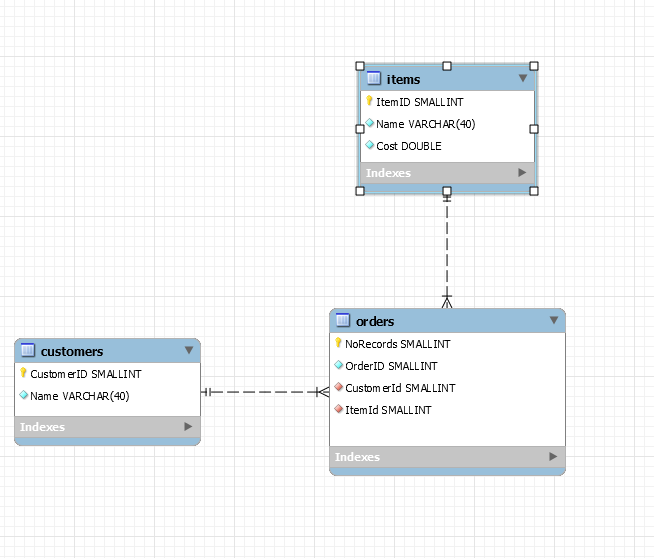 items
ItemID SMALLINT
Name VARCHAR(40)
Cost DOUBLE
Indexes
customers
CustomerID SMALLINT
Name VARCHAR(40)
Indexes
orders
NoRecords SMALLINT
OrderID SMALLINT
CustomerId SMALLINT
ItemId SMALLINT
Indexes